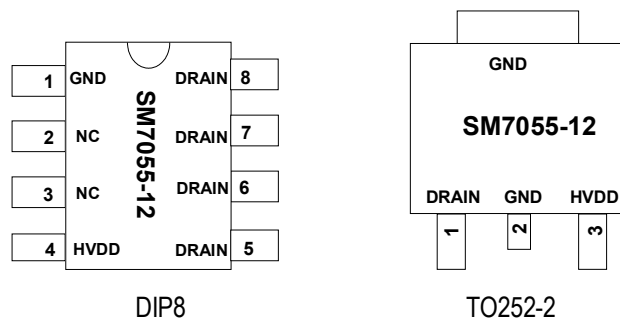 1 GND DRAIN 8
2 NC DRAIN 7
3 NC DRAIN 6
4 HVDD DRAIN 5
SM7055-12
DIP8
GND
SM7055-12
DRAIN GND HVDD
1 2 3
TO252-2